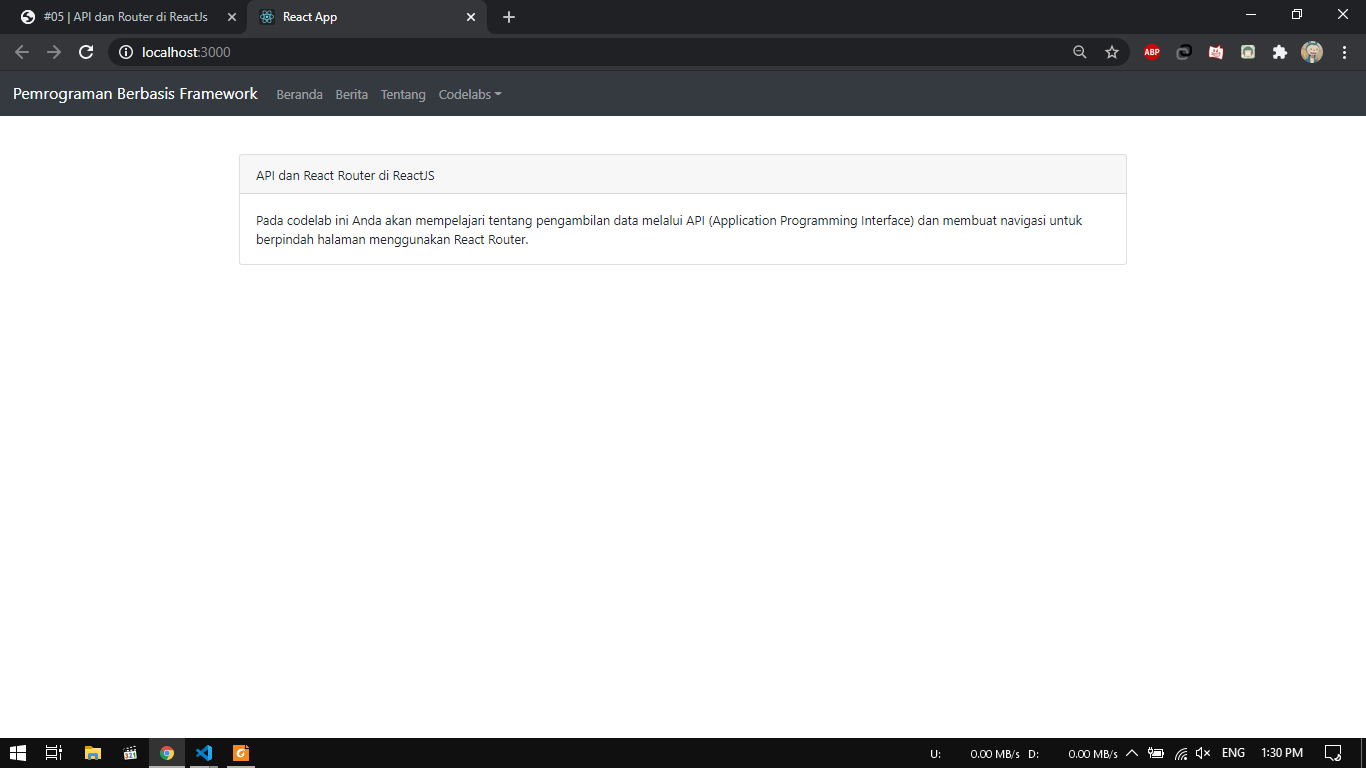 #05 | API dan Router di ReactJs
React App
localhost:3000
ABP
Pemrograman Berbasis Framework
Beranda
Berita
Tentang
Codelabs
API dan React Router di ReactJS
Pada codelab ini Anda akan mempelajari tentang pengambilan data melalui API (Application Programming Interface) dan membuat navigasi untuk
berpindah halaman menggunakan React Router.
U: 0.00 MB/s D: 0.00 MB/s
ENG
1:30 PM